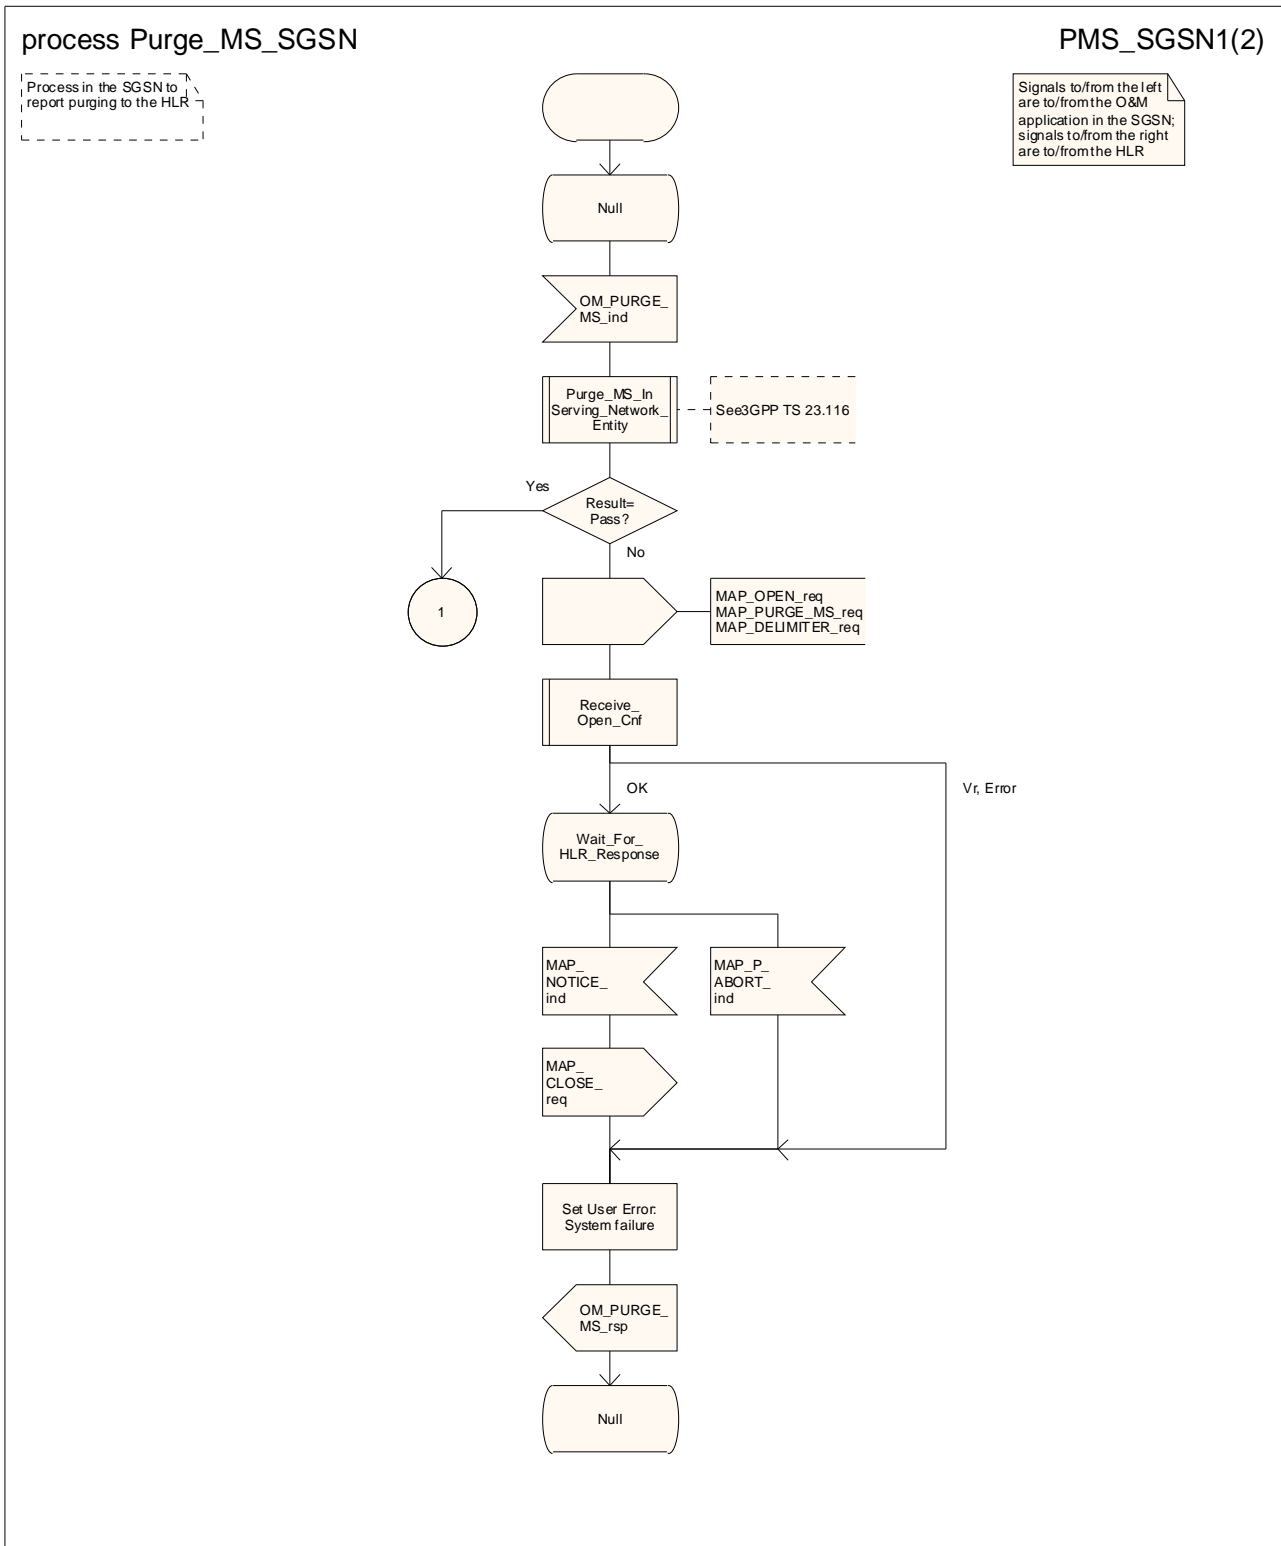 process Purge_MS_SGSN
PMS_SGSN1(2)
Process in the SGSN to
report purging to the HLR
Signals to/from the left
are to/from the O&M
application in the SGSN;
signals to/from the right
are to/from the HLR
Null
OM_PURGE_
MS_ind
Purge_MS_In
Serving_Network_
Entity
See3GPP TS 23.116
Yes
Result=
Pass?
No
1
MAP_OPEN_req
MAP_PURGE_MS_req
MAP_DELIMITER_req
Receive_
Open_Cnf
OK
Vr, Error
Wait_For_
HLR_Response
MAP_
NOTICE_
ind
MAP_P_
ABORT_
ind
MAP_
CLOSE_
req
Set User Error:
System failure
OM_PURGE_
MS_rsp
Null